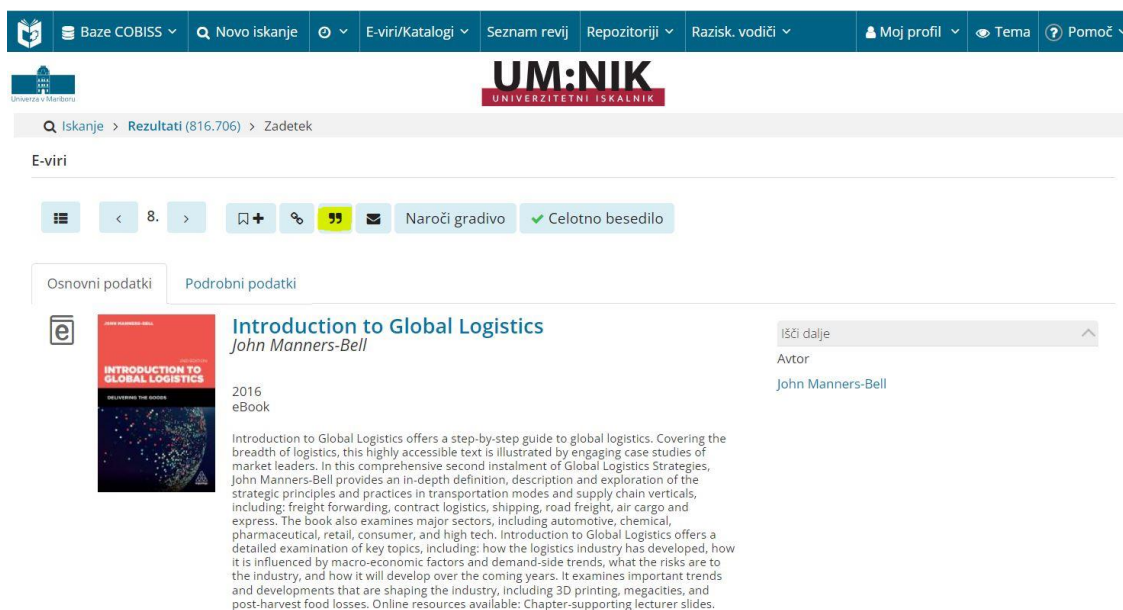 Baze COBISS Novo iskanje E-viri/Katalogi Seznam revij Repozitoriji Razisk. vodiči Moj profil Tema ? Pomoč
Univerza v Mariboru
UM:NIK
UNIVERZITETNI ISKALNIK
Iskanje > Rezultati (816.706) > Zadetek
E-viri
< 8. > Naroči gradivo Celotno besedilo
Osnovni podatki Podrobni podatki
e
JOHN MANNERS-BELL
2ND EDITION
INTRODUCTION TO
GLOBAL LOGISTICS
DELIVERING THE GOODS
Introduction to Global Logistics
John Manners-Bell
2016
eBook
Introduction to Global Logistics offers a step-by-step guide to global logistics. Covering the
breadth of logistics, this highly accessible text is illustrated by engaging case studies of
market leaders. In this comprehensive second instalment of Global Logistics Strategies,
John Manners-Bell provides an in-depth definition, description and exploration of the
strategic principles and practices in transportation modes and supply chain verticals,
including: freight forwarding, contract logistics, shipping, road freight, air cargo and
express. The book also examines major sectors, including automotive, chemical,
pharmaceutical, retail, consumer, and high tech. Introduction to Global Logistics offers a
detailed examination of key topics, including: how the logistics industry has developed, how
it is influenced by macro-economic factors and demand-side trends, what the risks are to
the industry, and how it will develop over the coming years. It examines important trends
and developments that are shaping the industry, including 3D printing, megacities, and
post-harvest food losses. Online resources available: Chapter-supporting lecturer slides.
Išči dalje
Avtor
John Manners-Bell